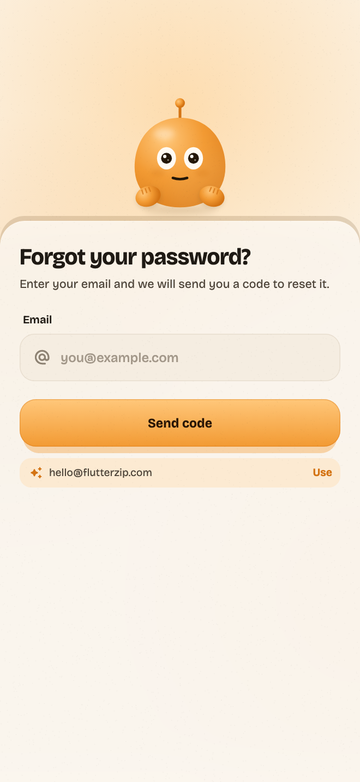 Forgot your password?
Enter your email and we will send you a code to reset it.
Email
you@example.com
Send code
hello@flutterzip.com
Use